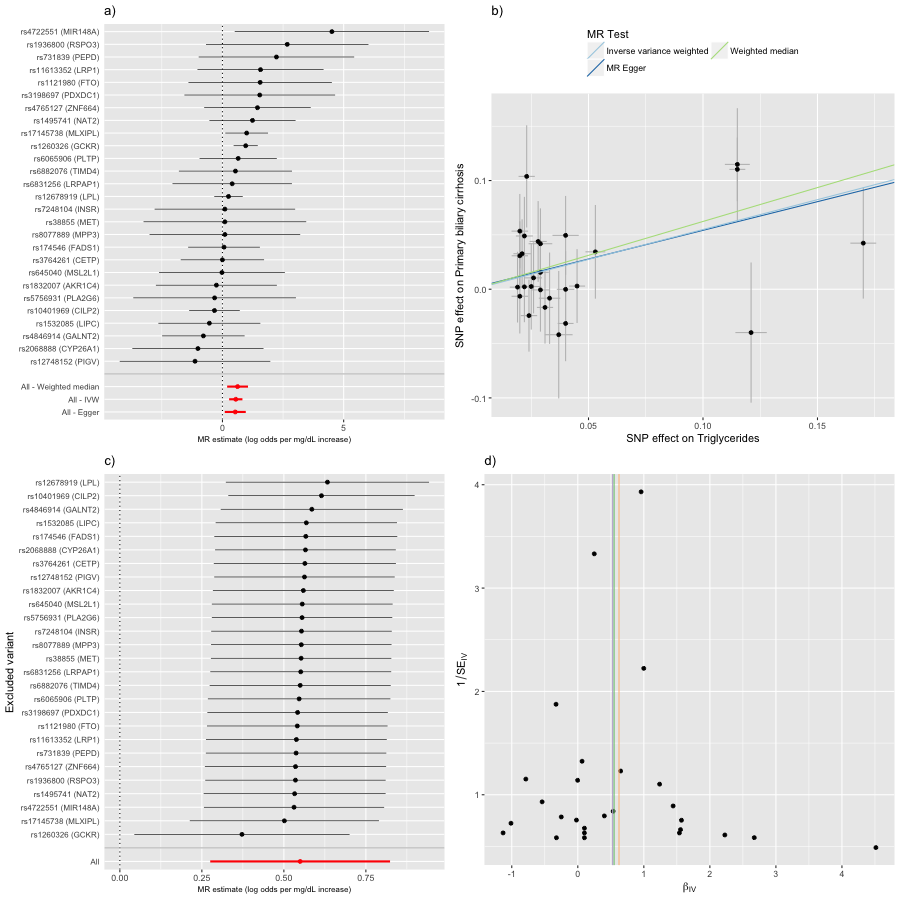 a)
rs4722551 (MIR148A)
rs1936800 (RSPO3)
rs731839 (PEPD)
rs11613352 (LRP1)
rs1121980 (FTO)
rs3198697 (PDXDC1)
rs4765127 (ZNF664)
rs1495741 (NAT2)
rs17145738 (MLXIPL)
rs1260326 (GCKR)
rs6065906 (PLTP)
rs6882076 (TIMD4)
rs6831256 (LRPAP1)
rs12678919 (LPL)
rs7248104 (INSR)
rs38855 (MET)
rs8077889 (MPP3)
rs174546 (FADS1)
rs3764261 (CETP)
rs645040 (MSL2L1)
rs1832007 (AKR1C4)
rs5756931 (PLA2G6)
rs10401969 (CILP2)
rs1532085 (LIPC)
rs4846914 (GALNT2)
rs2068888 (CYP26A1)
rs12748152 (PIGV)
All - Weighted median
All - IVW
All - Egger
0 5
MR estimate (log odds per mg/dL increase)
b)
MR Test
Inverse variance weighted
Weighted median
MR Egger
SNP effect on Primary biliary cirrhosis
0.1
0.0
-0.1
0.05 0.10 0.15
SNP effect on Triglycerides
c)
Excluded variant
rs12678919 (LPL)
rs10401969 (CILP2)
rs4846914 (GALNT2)
rs1532085 (LIPC)
rs174546 (FADS1)
rs2068888 (CYP26A1)
rs3764261 (CETP)
rs12748152 (PIGV)
rs1832007 (AKR1C4)
rs645040 (MSL2L1)
rs5756931 (PLA2G6)
rs7248104 (INSR)
rs8077889 (MPP3)
rs38855 (MET)
rs6831256 (LRPAP1)
rs6882076 (TIMD4)
rs6065906 (PLTP)
rs3198697 (PDXDC1)
rs1121980 (FTO)
rs11613352 (LRP1)
rs731839 (PEPD)
rs4765127 (ZNF664)
rs1936800 (RSPO3)
rs1495741 (NAT2)
rs4722551 (MIR148A)
rs17145738 (MLXIPL)
rs1260326 (GCKR)
All
0.00 0.25 0.50 0.75
MR estimate (log odds per mg/dL increase)
d)
1/SE_IV
4
3
2
1
-1 0 1 2 3 4
β_IV